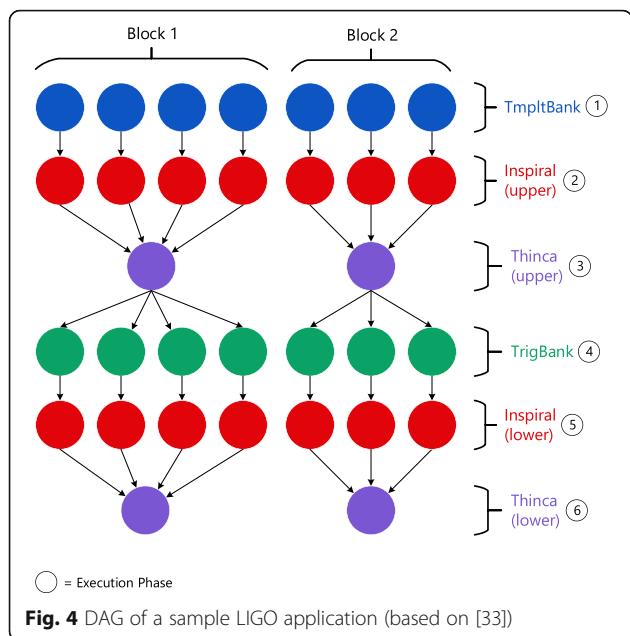 Block 1
Block 2
TmpltBank 1
Inspiral
(upper) 2
Thinca
(upper) 3
TrigBank 4
Inspiral
(lower) 5
Thinca
(lower) 6
= Execution Phase
Fig. 4 DAG of a sample LIGO application (based on [33])